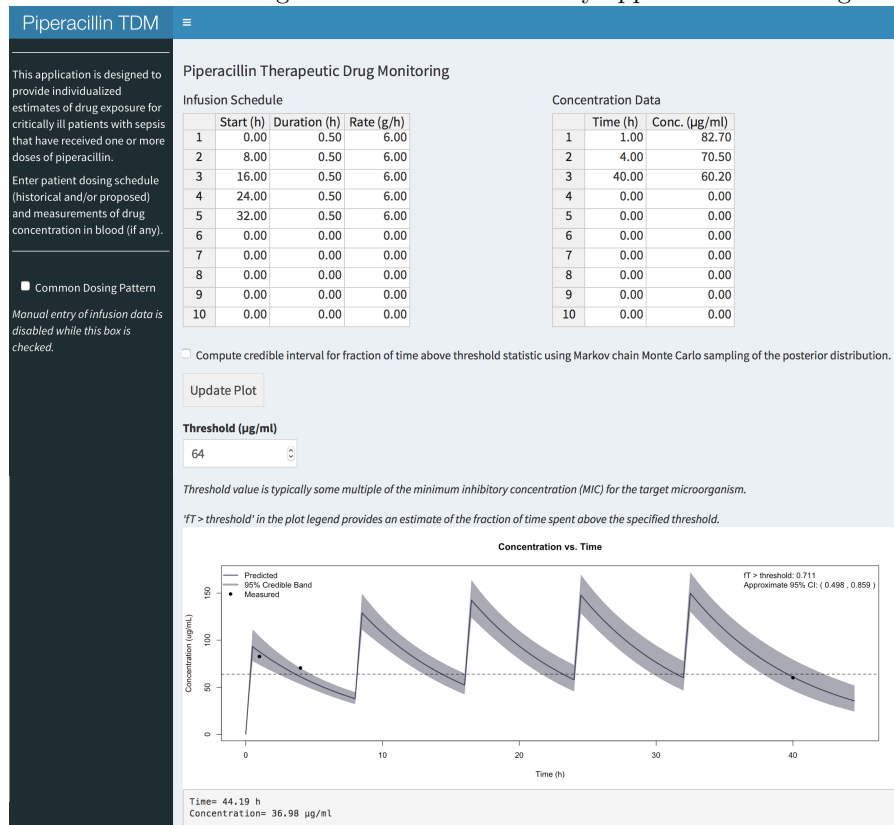 Piperacillin TDM
This application is designed to
provide individualized
estimates of drug exposure for
critically ill patients with sepsis
that have received one or more
doses of piperacillin.
Enter patient dosing schedule
(historical and/or proposed)
and measurements of drug
concentration in blood (if any).
Common Dosing Pattern
Manual entry of infusion data is
disabled while this box is
checked.
Piperacillin Therapeutic Drug Monitoring
Infusion Schedule
Start (h) Duration (h) Rate (g/h)
1 0.00 0.50 6.00
2 8.00 0.50 6.00
3 16.00 0.50 6.00
4 24.00 0.50 6.00
5 32.00 0.50 6.00
6 0.00 0.00 0.00
7 0.00 0.00 0.00
8 0.00 0.00 0.00
9 0.00 0.00 0.00
10 0.00 0.00 0.00
Concentration Data
Time (h) Conc. (μg/ml)
1 1.00 82.70
2 4.00 70.50
3 40.00 60.20
4 0.00 0.00
5 0.00 0.00
6 0.00 0.00
7 0.00 0.00
8 0.00 0.00
9 0.00 0.00
10 0.00 0.00
Compute credible interval for fraction of time above threshold statistic using Markov chain Monte Carlo sampling of the posterior distribution.
Update Plot
Threshold (μg/ml)
64
Threshold value is typically some multiple of the minimum inhibitory concentration (MIC) for the target microorganism.
'fT > threshold' in the plot legend provides an estimate of the fraction of time spent above the specified threshold.
Concentration vs. Time
Predicted
95% Credible Band
Measured
fT > threshold: 0.711
Approximate 95% CI: ( 0.498 , 0.859 )
Concentration (ug/mL)
150
100
50
0
0 10 20 30 40
Time (h)
Time= 44.19 h
Concentration= 36.98 μg/ml